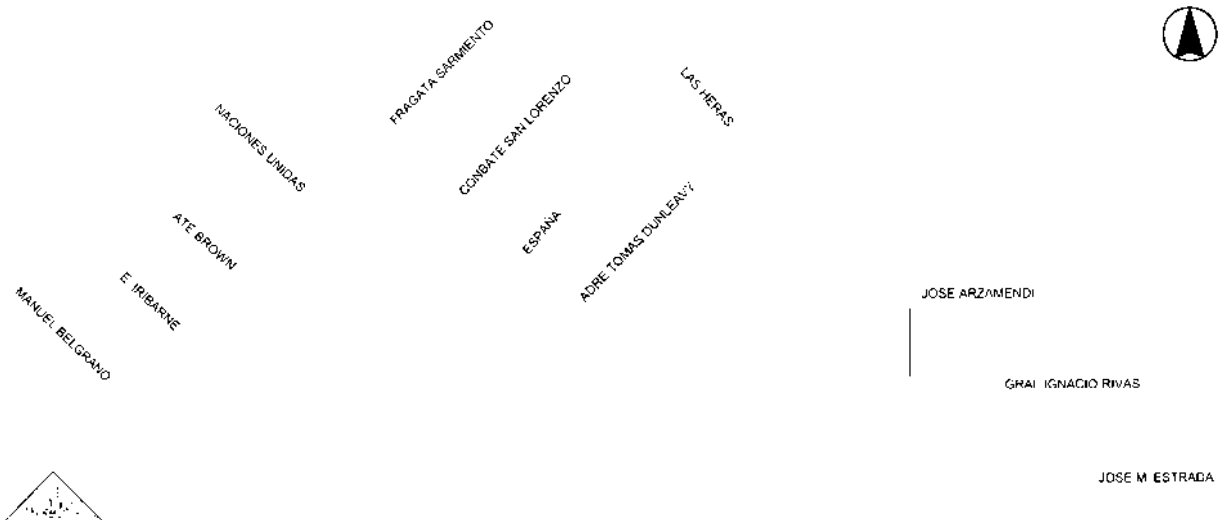 FRAGATA SARMIENTO
LAS HERAS
NACIONES UNIDAS
CONBATE SAN LORENZO
ATE BROWN
ESPAÑA
ADRE TOMAS DUNLEAVY
E. IRIBARNE
MANUEL BELGRANO
JOSE ARZAMENDI
GRAL IGNACIO RIVAS
JOSE M ESTRADA